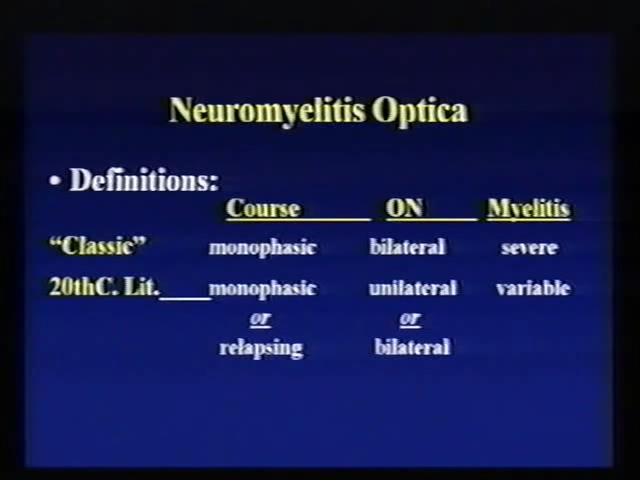 Neuromyelitis Optica
• Definitions:
Course ON Myelitis
"Classic" monophasic bilateral severe
20thC. Lit. monophasic unilateral variable
or or
relapsing bilateral